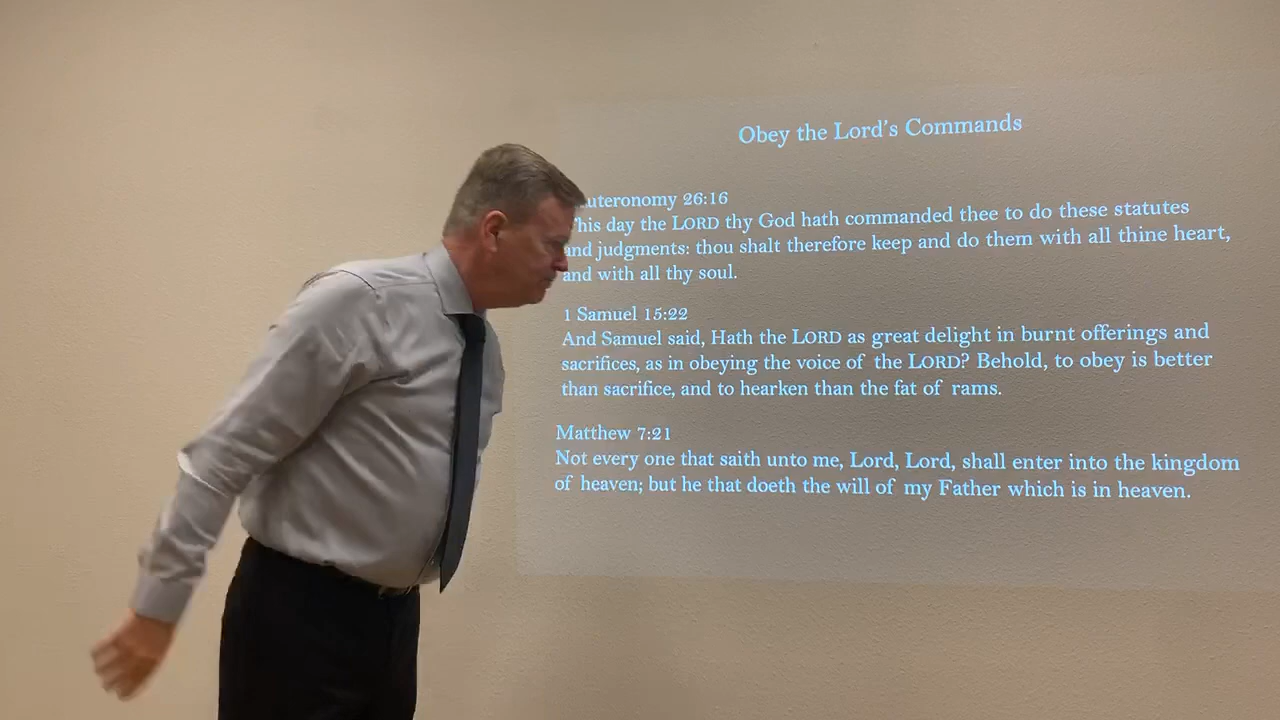 Obey the Lord's Commands
uteronomy 26:16
This day the LORD thy God hath commanded thee to do these statutes
and judgments: thou shalt therefore keep and do them with all thine heart,
and with all thy soul.
1 Samuel 15:22
And Samuel said, Hath the LORD as great delight in burnt offerings and
sacrifices, as in obeying the voice of the LORD? Behold, to obey is better
than sacrifice, and to hearken than the fat of rams.
Matthew 7:21
Not every one that saith unto me, Lord, Lord, shall enter into the kingdom
of heaven; but he that doeth the will of my Father which is in heaven.